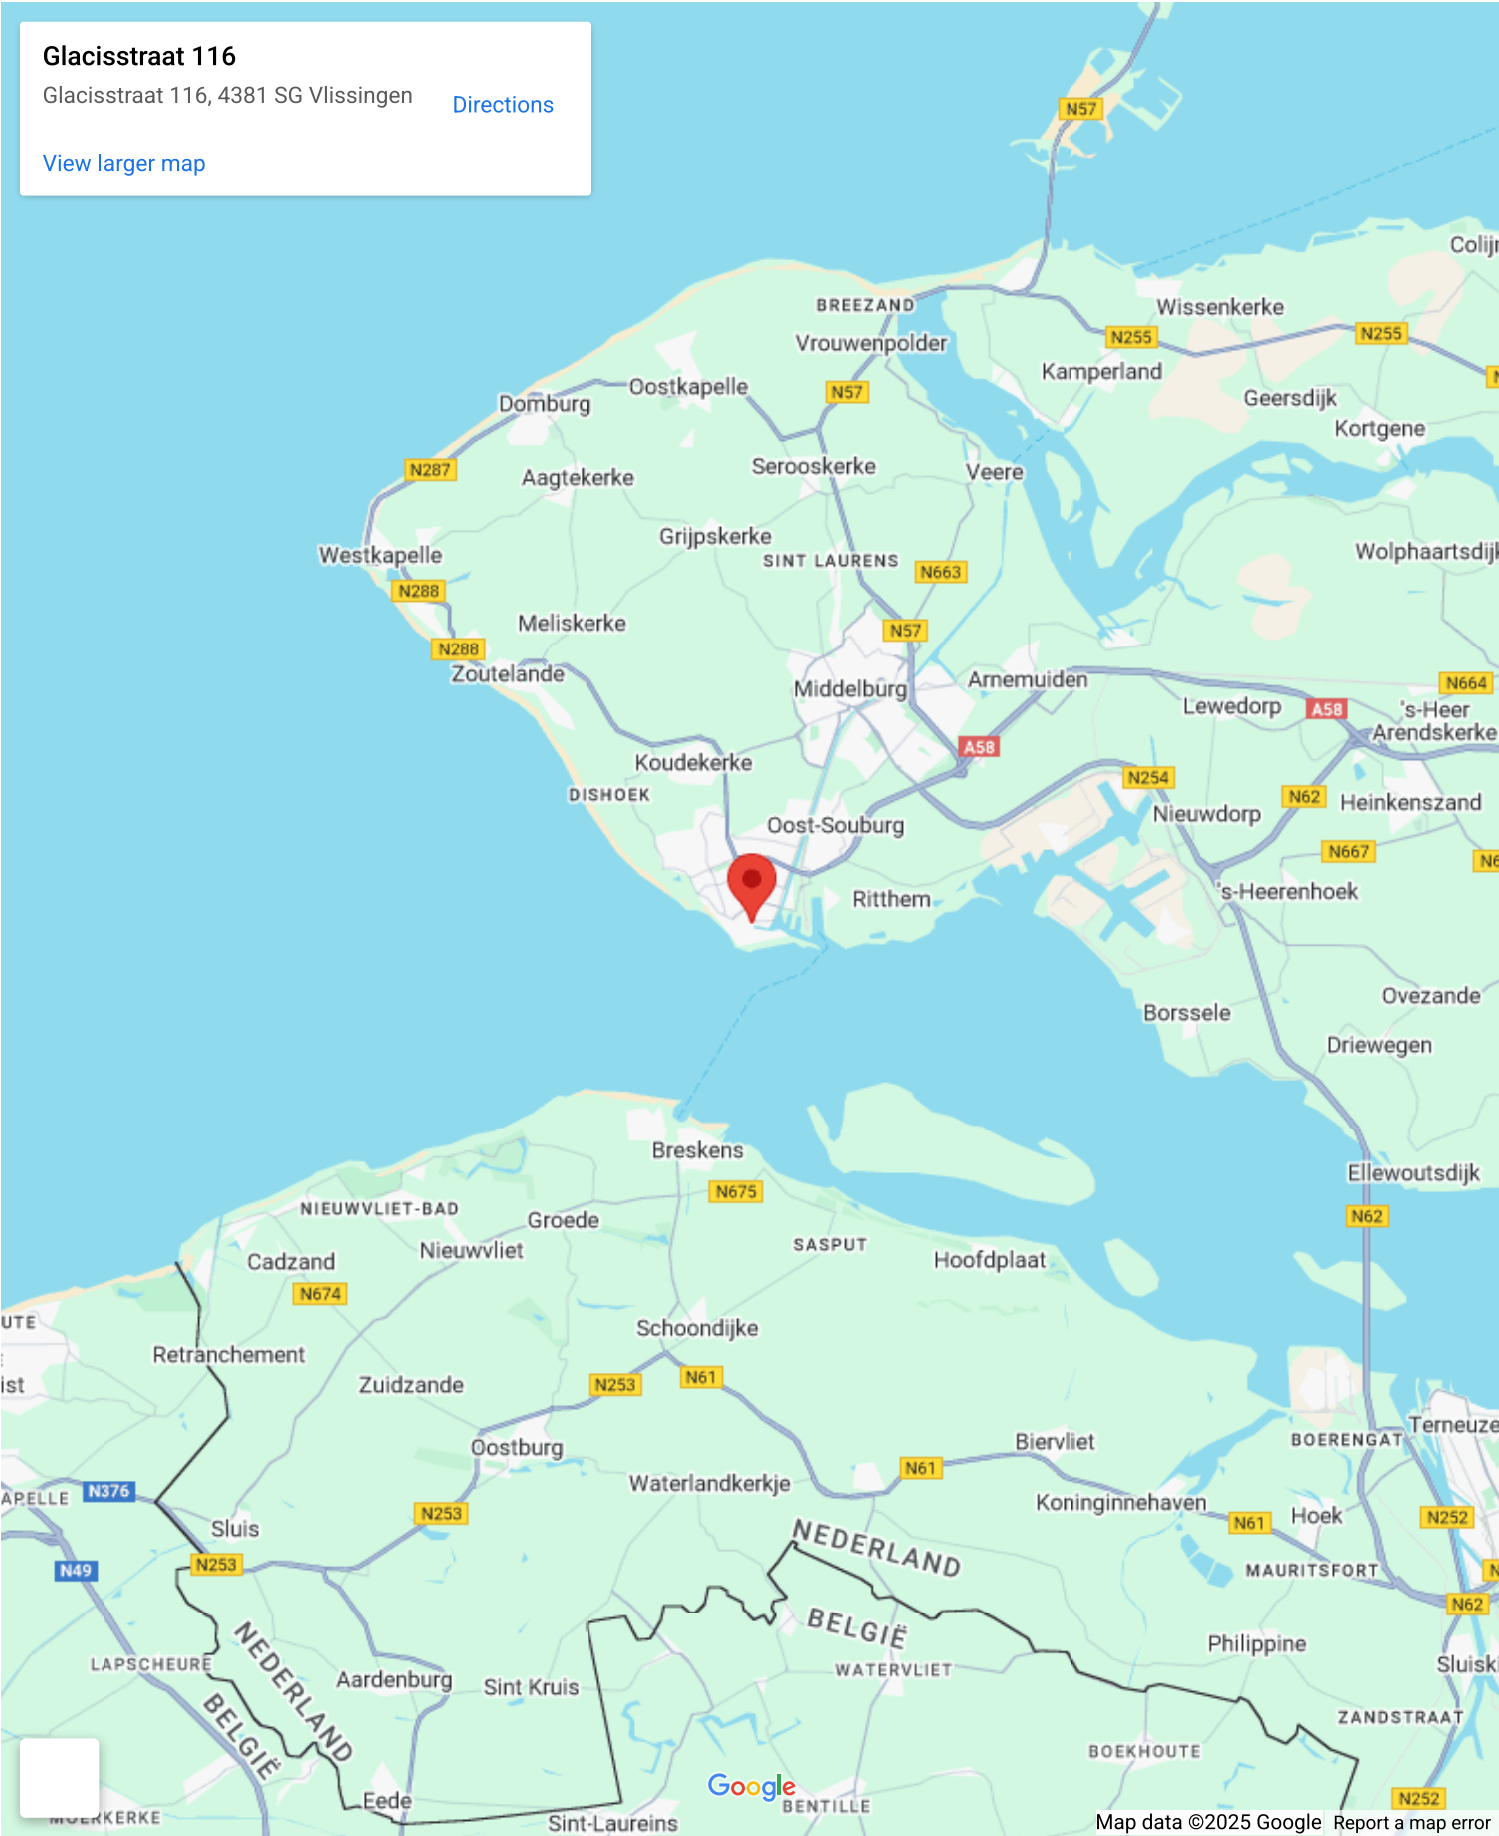 Glacisstraat 116
Glacisstraat 116, 4381 SG Vlissingen
Directions
View larger map
N57
BREEZAND
Vrouwenpolder
Wissenkerke
N255
N255
Kamperland
Oostkapelle
N57
Domburg
Geersdijk
Kortgene
N287
Aagtekerke
Serooskerke
Veere
Grijpskerke
Westkapelle
SINT LAURENS
N663
N288
Meliskerke
N57
N288
Zoutelande
Middelburg
Arnemuiden
N664
Lewedorp
A58
's-Heer
Arendskerke
A58
Koudekerke
N254
DISHOEK
N62
Heinkenszand
Nieuwdorp
Oost-Souburg
N667
Ritthem
's-Heerenhoek
Ovezande
Borssele
Driewegen
Breskens
Ellewoutsdijk
N675
NIEUWVLIET-BAD
Groede
N62
Nieuwvliet
SASPUT
Cadzand
Hoofdplaat
N674
UTE
Schoondijke
Retranchement
ist
Zuidzande
N253
N61
Terneuze
Biervliet
BOERENGAT
Oostburg
N61
Waterlandkerkje
N376
APELLE
Koninginnehaven
N253
Hoek
N252
N61
Sluis
NEDERLAND
N253
N49
MAURITSFORT
N62
BELGIË
NEDERLAND
Philippine
LAPSCHEURE
WATERVLIET
Aardenburg
Sint Kruis
BELGIË
ZANDSTRAAT
BOEKHOUTE
Google
N252
Eede
BENTILLE
MOERKERKE
Sint-Laureins
Map data ©2025 Google
Report a map error